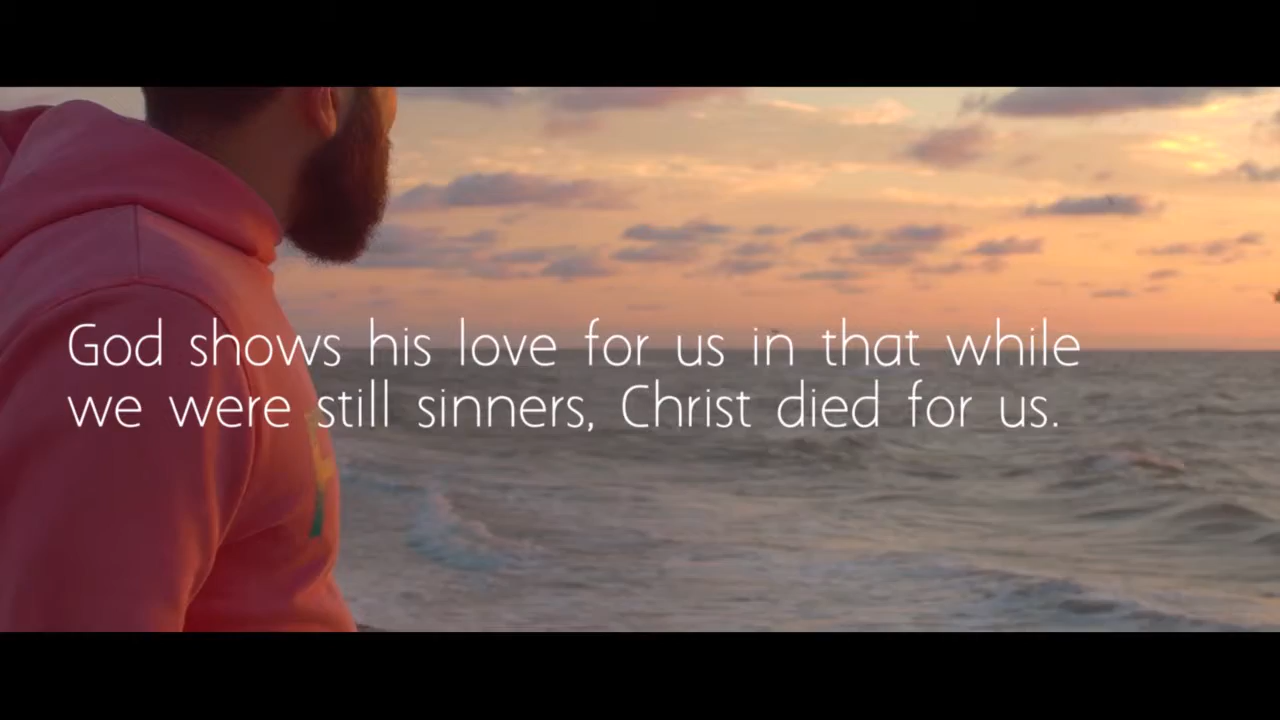 God shows his love for us in that while
we were still sinners, Christ died for us.